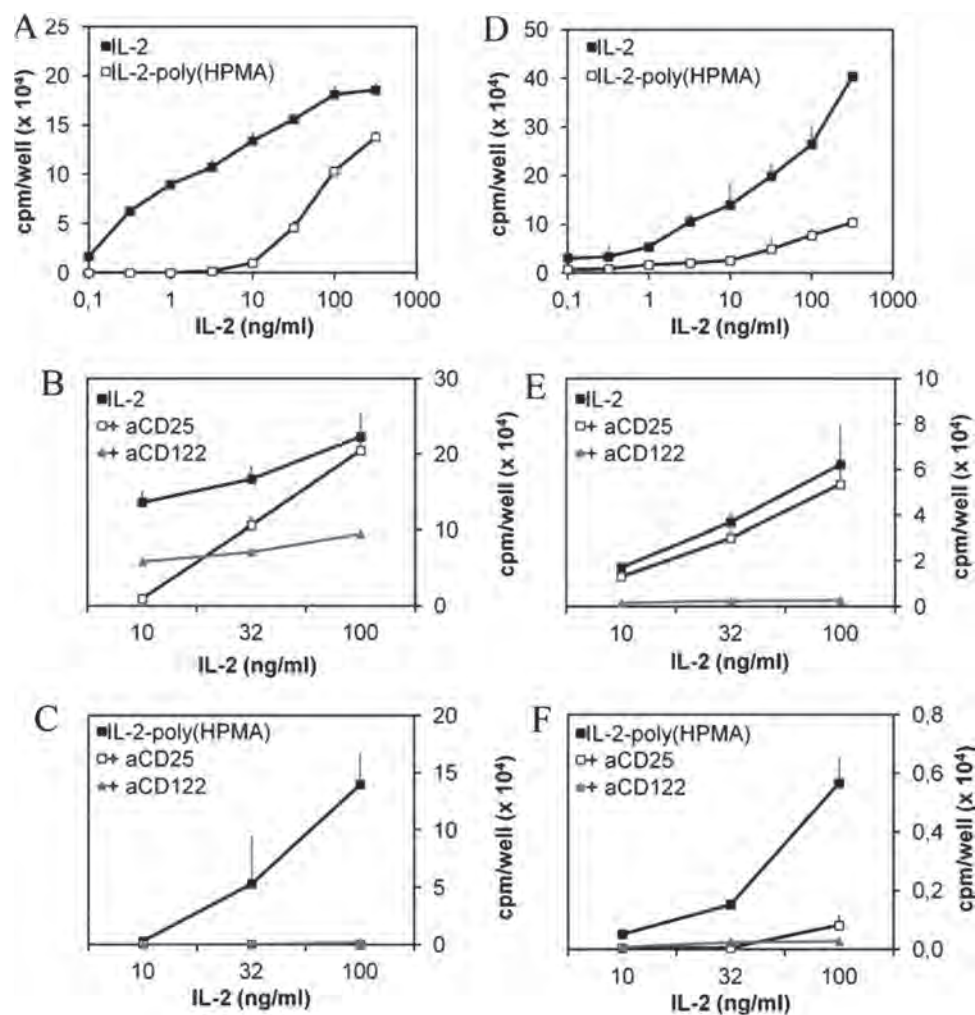 A
25
20
15
10
5
0
cpm/well (x 10⁴)
IL-2
IL-2-poly(HPMA)
0,1 1 10 100 1000
IL-2 (ng/ml)
D
50
40
30
20
10
0
cpm/well (x 10⁴)
IL-2
IL-2-poly(HPMA)
0,1 1 10 100 1000
IL-2 (ng/ml)
B
IL-2
+ aCD25
+ aCD122
30
20
10
0
cpm/well (x 10⁴)
10 32 100
IL-2 (ng/ml)
E
IL-2
+ aCD25
+ aCD122
10
8
6
4
2
0
cpm/well (x 10⁴)
10 32 100
IL-2 (ng/ml)
C
IL-2-poly(HPMA)
+ aCD25
+ aCD122
20
15
10
5
0
cpm/well (x 10⁴)
10 32 100
IL-2 (ng/ml)
F
IL-2-poly(HPMA)
+ aCD25
+ aCD122
0,8
0,6
0,4
0,2
0,0
cpm/well (x 10⁴)
10 32 100
IL-2 (ng/ml)